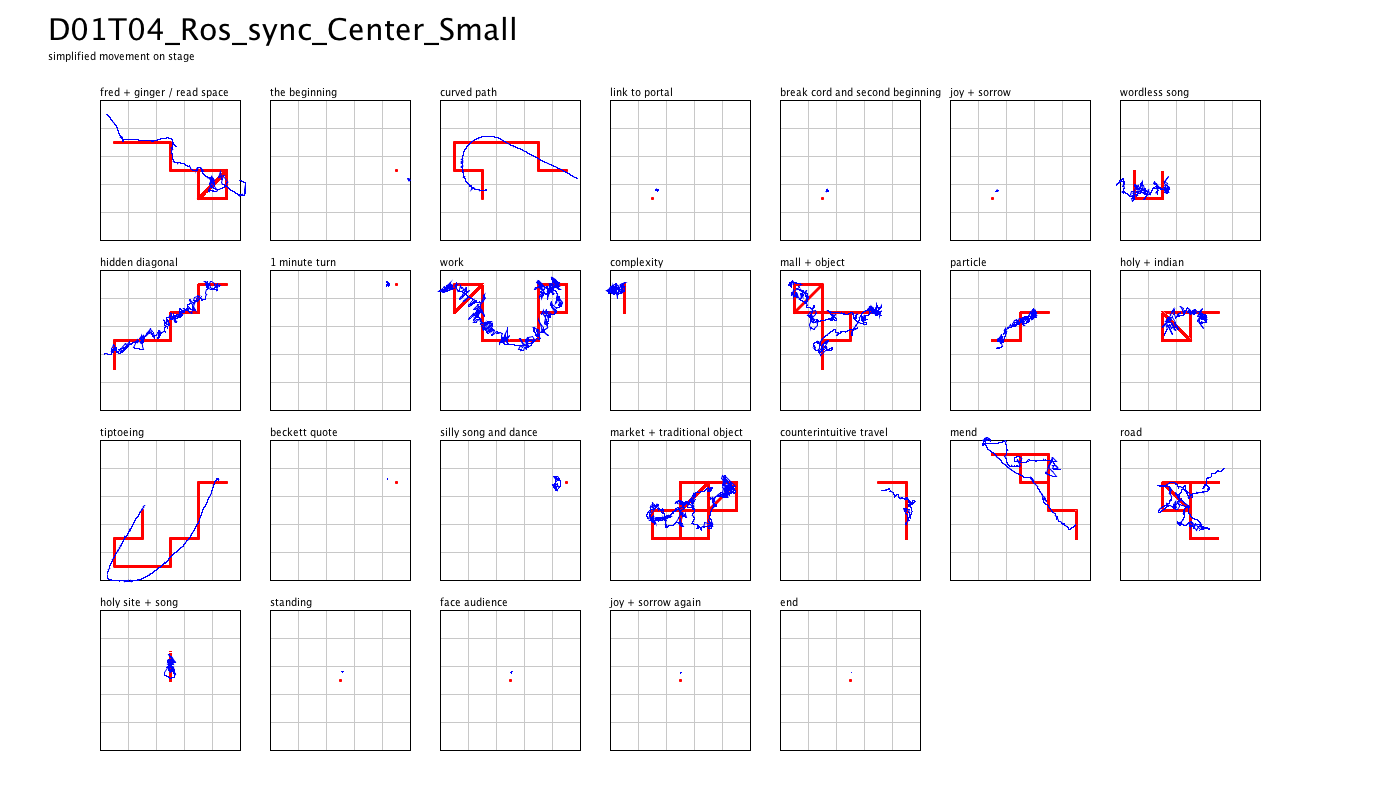 D01T04_Ros_sync_Center_Small
simplified movement on stage
fred + ginger / read space
the beginning
curved path
link to portal
break cord and second beginning
joy + sorrow
wordless song
hidden diagonal
1 minute turn
work
complexity
mall + object
particle
holy + indian
tiptoeing
beckett quote
silly song and dance
market + traditional object
counterintuitive travel
mend
road
holy site + song
standing
face audience
joy + sorrow again
end